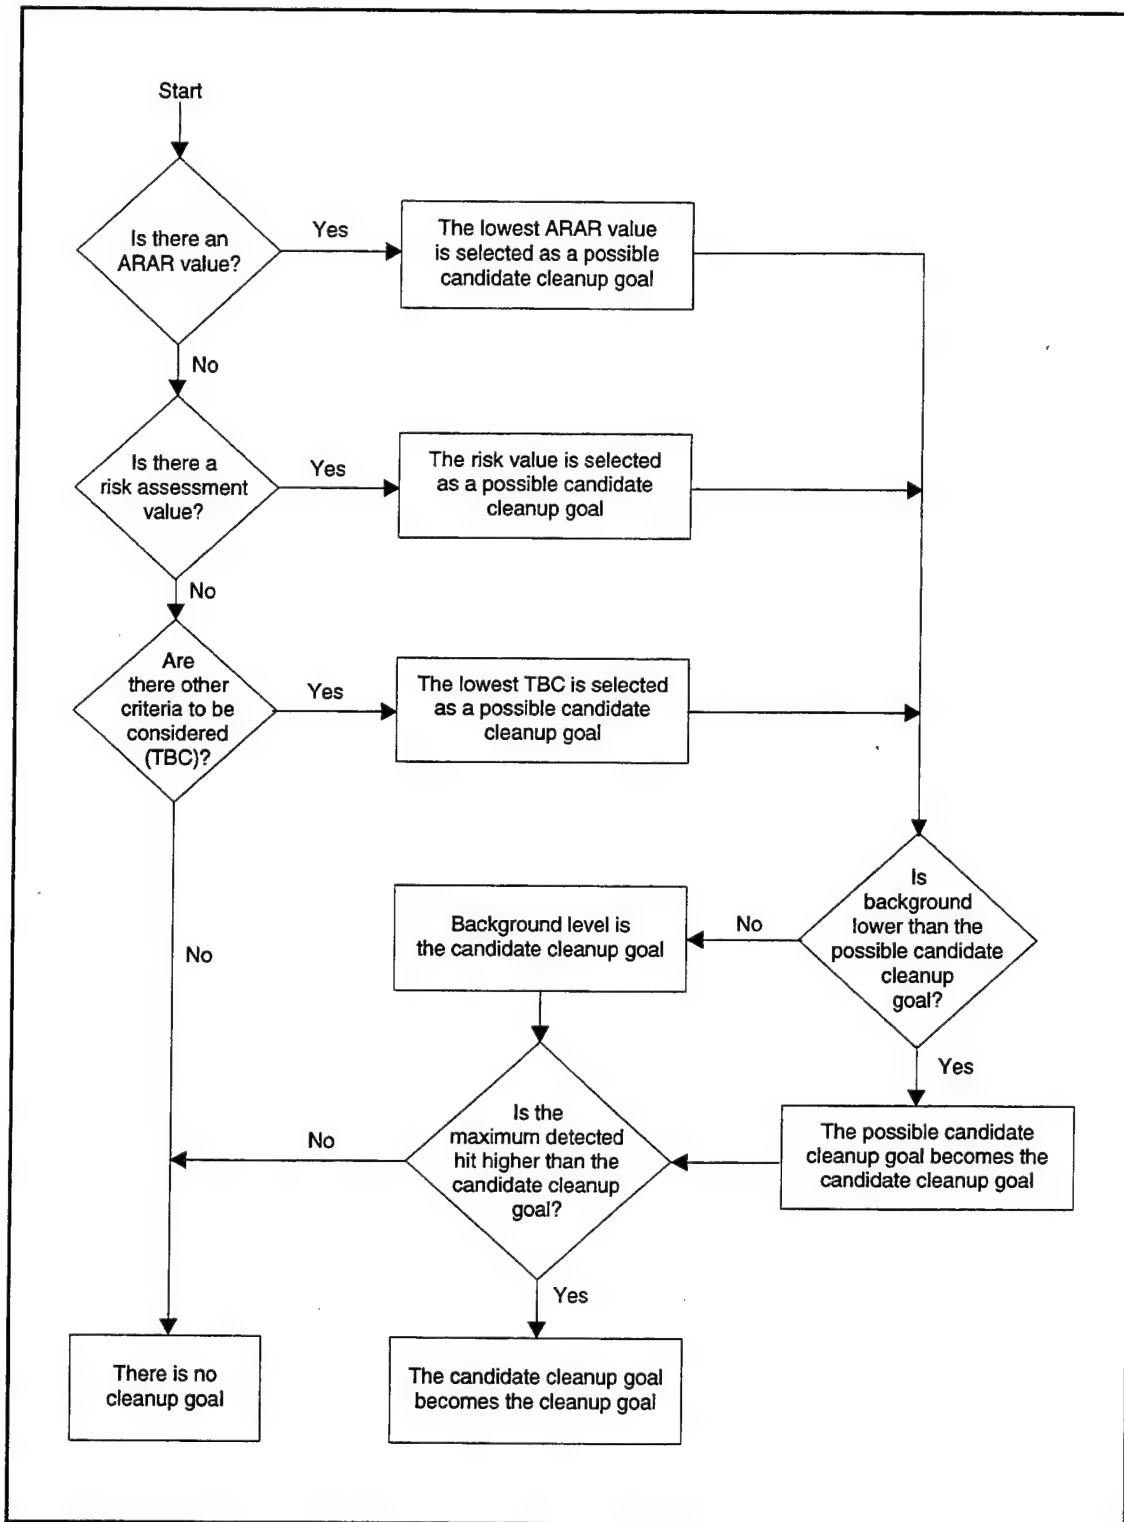 Start
Is there an
ARAR value?
Yes
The lowest ARAR value
is selected as a possible
candidate cleanup goal
No
Is there a
risk assessment
value?
Yes
The risk value is selected
as a possible candidate
cleanup goal
No
Are
there other
criteria to be
considered
(TBC)?
Yes
The lowest TBC is selected
as a possible candidate
cleanup goal
No
Is
background
lower than the
possible candidate
cleanup
goal?
No
Background level is
the candidate cleanup goal
Yes
The possible candidate
cleanup goal becomes the
candidate cleanup goal
Is the
maximum detected
hit higher than the
candidate cleanup
goal?
No
Yes
There is no
cleanup goal
The candidate cleanup goal
becomes the cleanup goal